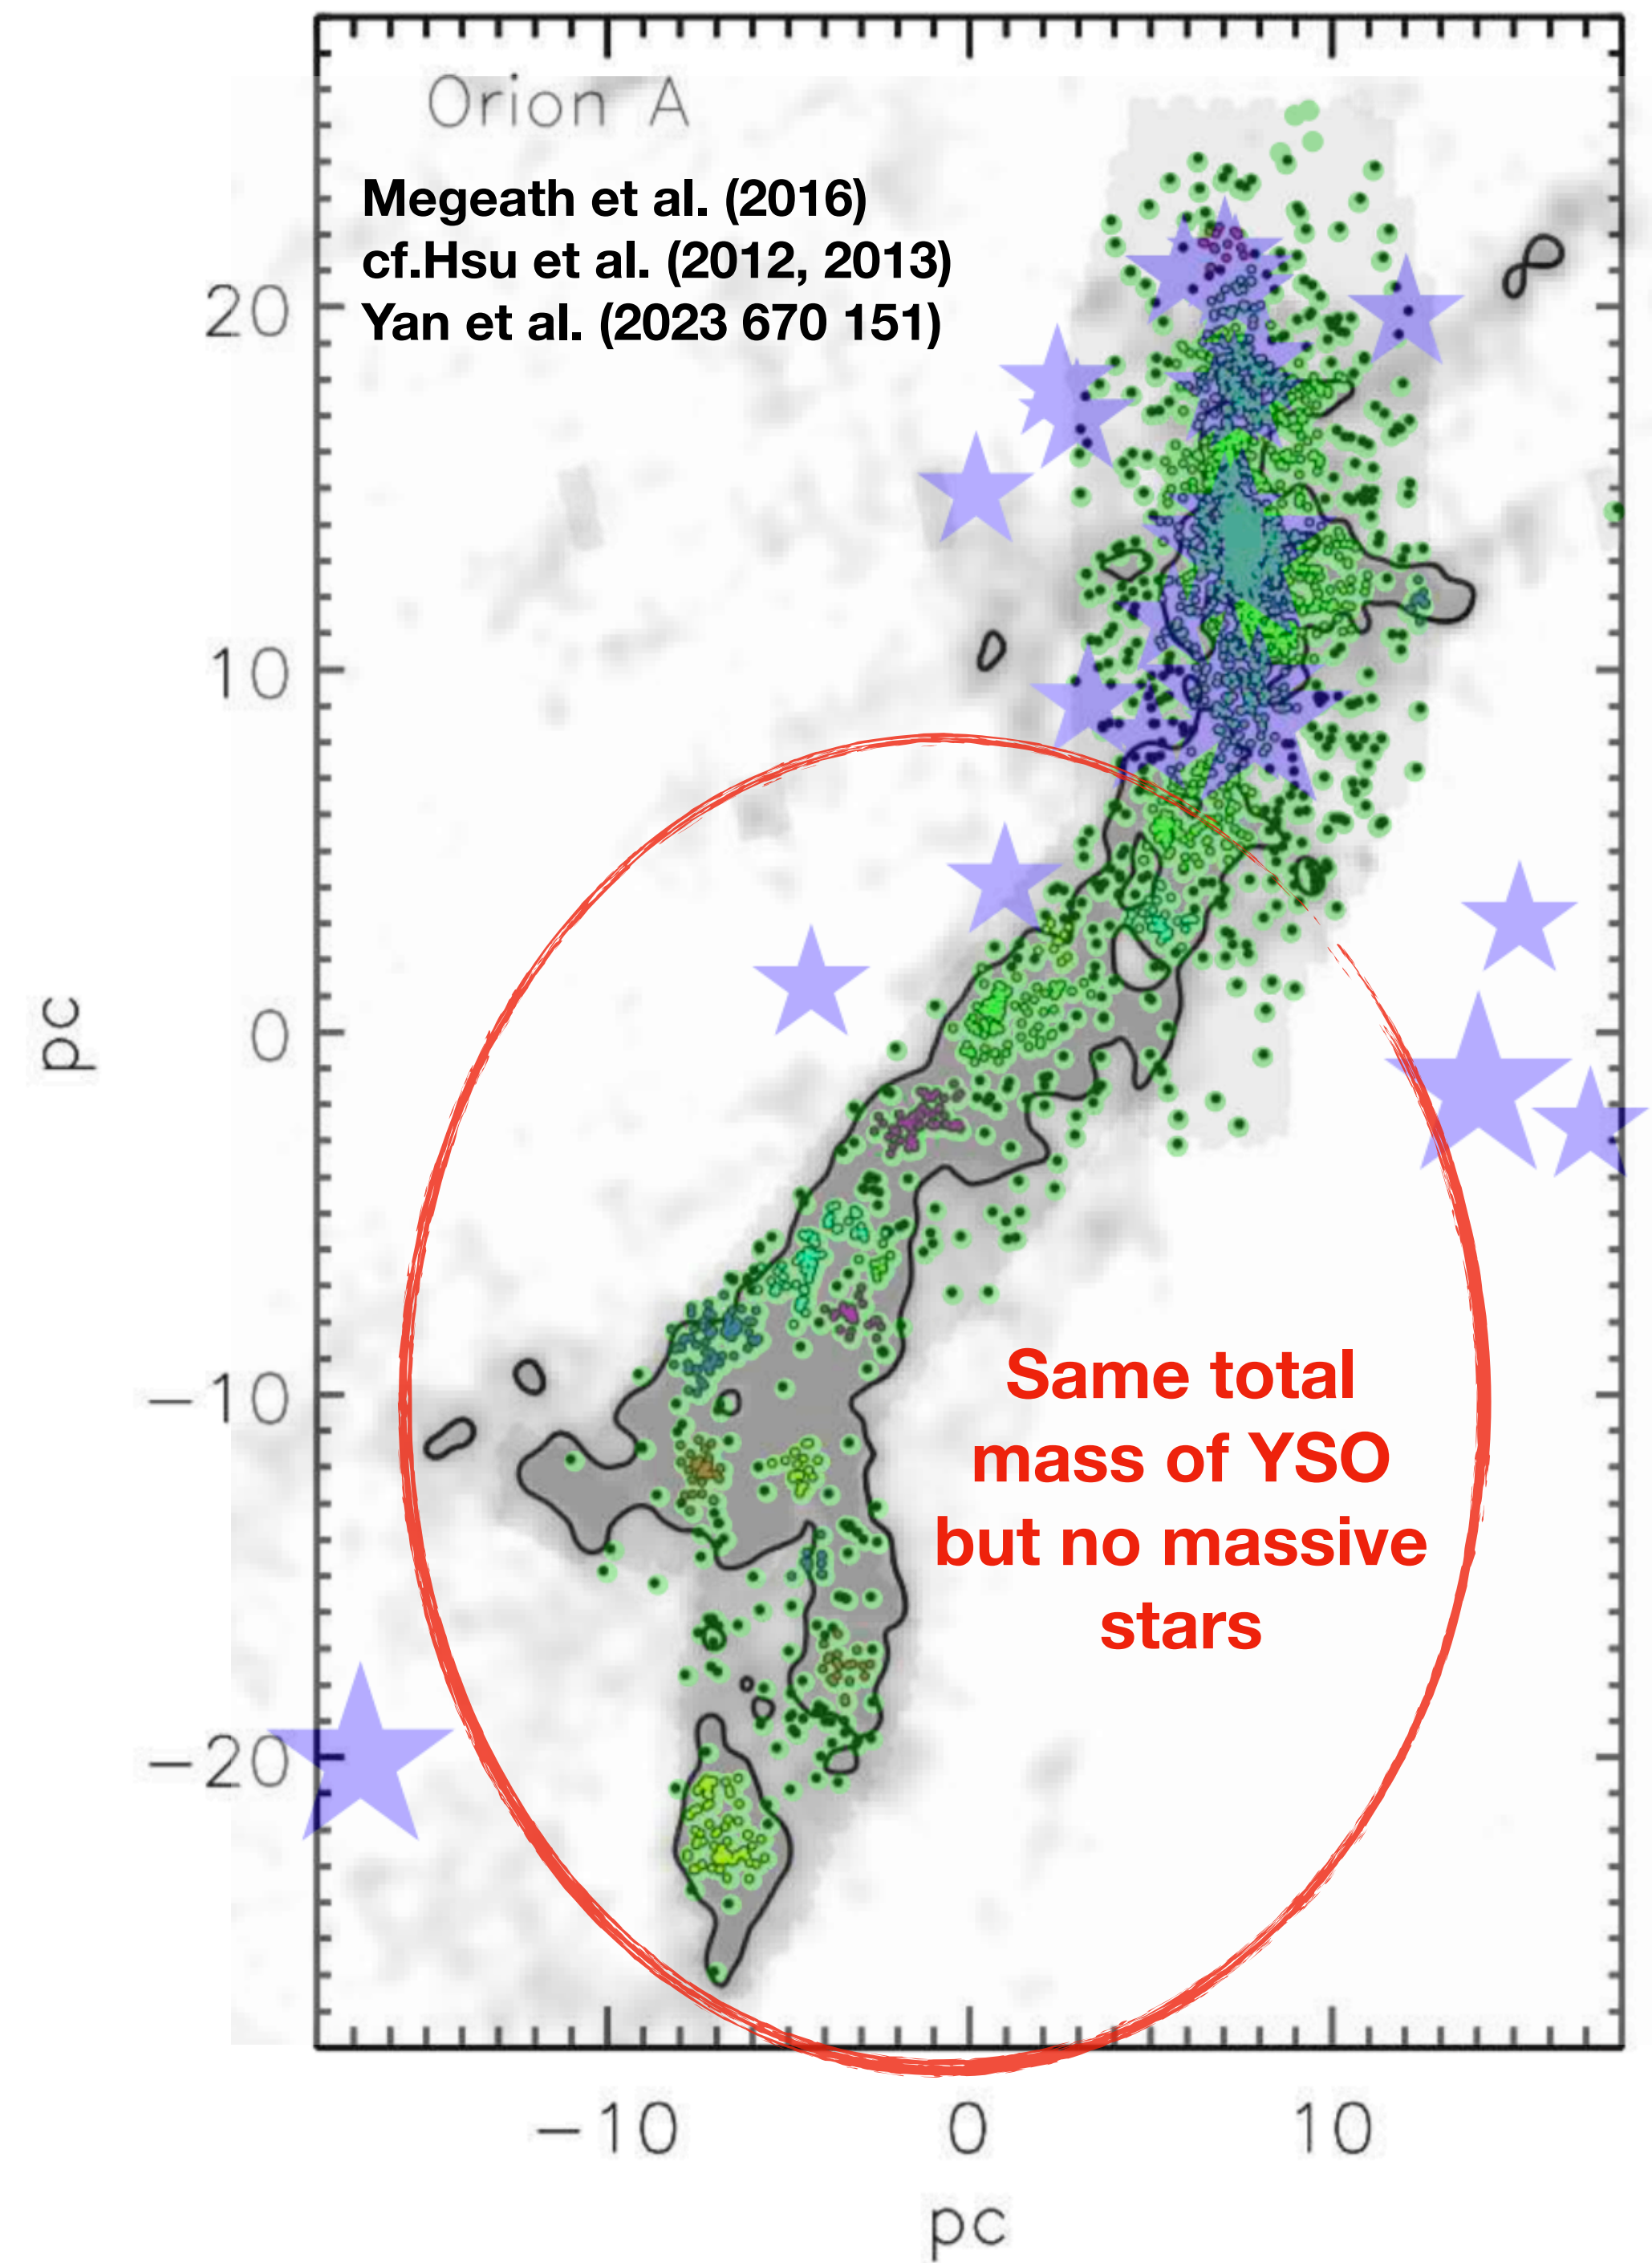 Orion A
Megeath et al. (2016)
cf.Hsu et al. (2012, 2013)
Yan et al. (2023 670 151)
20
10
0
−10
−20
pc
Same total
mass of YSO
but no massive
stars
−10 0 10
pc